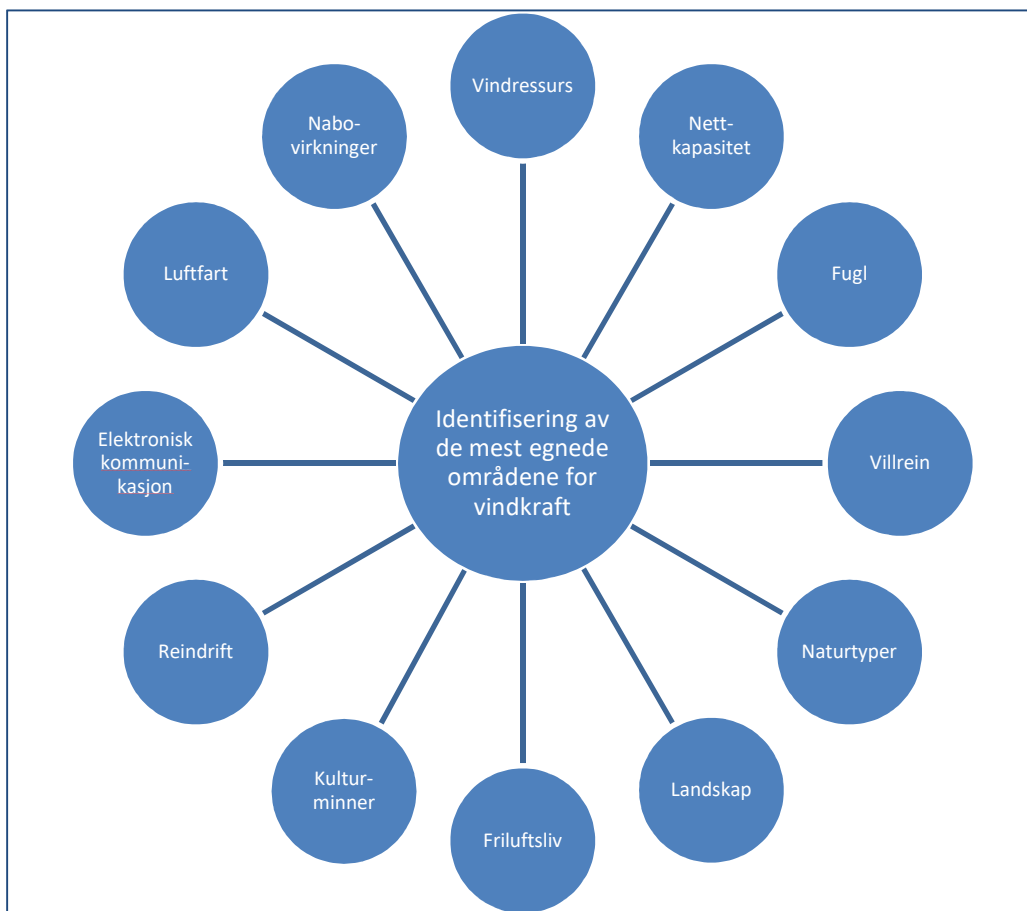 Vindressurs
Nett-
kapasitet
Fugl
Villrein
Naturtyper
Landskap
Friluftsliv
Kultur-
minner
Reindrift
Elektronisk
kommuni-
kasjon
Luftfart
Nabo-
virkninger
Identifisering av
de mest egnede
områdene for
vindkraft